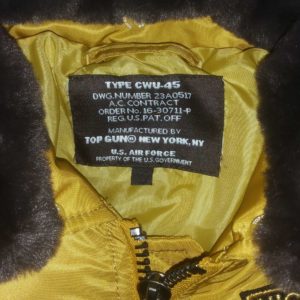 TYPE CWU-45
DWG.NUMBER 23A0517
A.C. CONTRACT
ORDER No. 16-30711-P
REG.U.S.PAT. OFF
MANUFACTURED BY
TOP GUN® NEW YORK, NY
U.S. AIR FORCE
PROPERTY OF THE U.S. GOVERNMENT